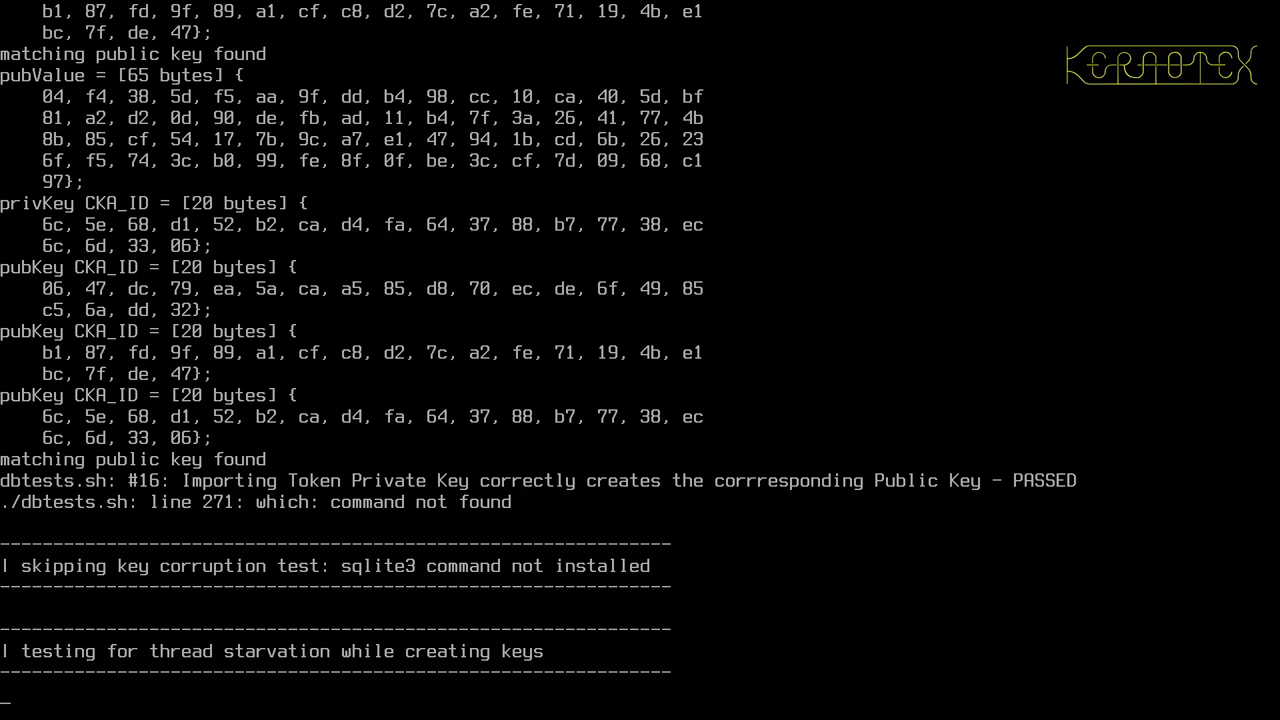 b1, 87, fd, 9f, 89, a1, cf, c8, d2, 7c, a2, fe, 71, 19, 4b, e1
bc, 7f, de, 47};
matching public key found
pubValue = [65 bytes] {
04, f4, 38, 5d, f5, aa, 9f, dd, b4, 98, cc, 10, ca, 40, 5d, bf
81, a2, d2, 0d, 90, de, fb, ad, 11, b4, 7f, 3a, 26, 41, 77, 4b
8b, 85, cf, 54, 17, 7b, 9c, a7, e1, 47, 94, 1b, cd, 6b, 26, 23
6f, f5, 74, 3c, b0, 99, fe, 8f, 0f, be, 3c, cf, 7d, 09, 68, c1
97};
privKey CKA_ID = [20 bytes] {
6c, 5e, 68, d1, 52, b2, ca, d4, fa, 64, 37, 88, b7, 77, 38, ec
6c, 6d, 33, 06};
pubKey CKA_ID = [20 bytes] {
06, 47, dc, 79, ea, 5a, ca, a5, 85, d8, 70, ec, de, 6f, 49, 85
c5, 6a, dd, 32};
pubKey CKA_ID = [20 bytes] {
b1, 87, fd, 9f, 89, a1, cf, c8, d2, 7c, a2, fe, 71, 19, 4b, e1
bc, 7f, de, 47};
pubKey CKA_ID = [20 bytes] {
6c, 5e, 68, d1, 52, b2, ca, d4, fa, 64, 37, 88, b7, 77, 38, ec
6c, 6d, 33, 06};
matching public key found
dbtests.sh: #16: Importing Token Private Key correctly creates the corrresponding Public Key - PASSED
./dbtests.sh: line 271: which: command not found
---------------------------------------------------------------
| skipping key corruption test: sqlite3 command not installed
---------------------------------------------------------------
---------------------------------------------------------------
| testing for thread starvation while creating keys
---------------------------------------------------------------
_